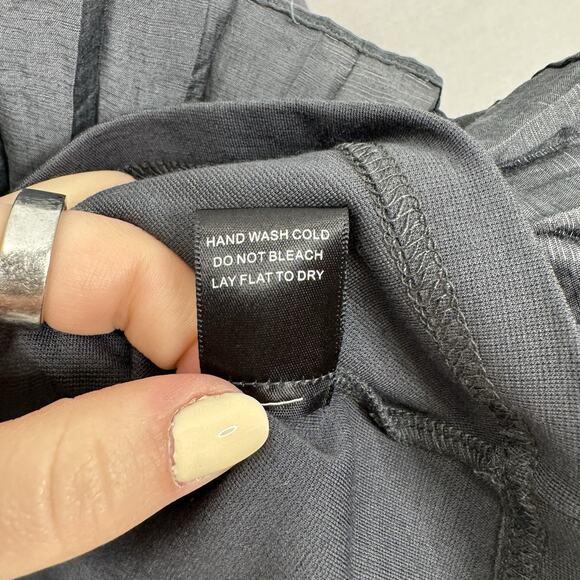 HAND WASH COLD
DO NOT BLEACH
LAY FLAT TO DRY